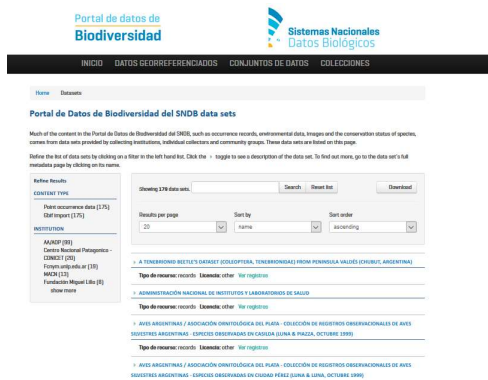 Portal de datos de
Biodiversidad
Sistemas Nacionales
Datos Biológicos
INICIO DATOS GEORREFERENCIADOS CONJUNTOS DE DATOS COLECCIONES
Home Datasets
Portal de Datos de Biodiversidad del SNDB data sets
Much of the content in the Portal de Datos de Biodiversidad del SNDB, such as occurrence records, environmental data, images and the conservation status of species,
comes from data sets provided by collecting institutions, individual collectors and community groups. These data sets are listed on this page.
Refine the list of data sets by clicking on a filter in the left hand list. Click the > toggle to see a description of the data set. To find out more, go to the data set's full
metadata page by clicking on its name.
Refine Results
CONTENT TYPE
Point occurrence data (175)
Gbif import (175)
INSTITUTION
AA/AOP (90)
Centro Nacional Patagonico -
CONICET (20)
Fcnym.unlp.edu.ar (19)
MACN (13)
Fundación Miguel Lillo (8)
show more
Showing 179 data sets. Search Reset list Download
Results per page Sort by Sort order
20 name ascending
> A TENEBRIONID BEETLE'S DATASET (COLEOPTERA, TENEBRIONIDAE) FROM PENINSULA VALDÉS (CHUBUT, ARGENTINA)
Tipo de recurso: records Licencia: other Ver registros
> ADMINISTRACIÓN NACIONAL DE INSTITUTOS Y LABORATORIOS DE SALUD
Tipo de recurso: records Licencia: other Ver registros
> AVES ARGENTINAS / ASOCIACIÓN ORNITOLÓGICA DEL PLATA - COLECCIÓN DE REGISTROS OBSERVACIONALES DE AVES
SILVESTRES ARGENTINAS - ESPECIES OBSERVADAS EN CASILDA (LUNA & PIAZZA, OCTUBRE 1999)
Tipo de recurso: records Licencia: other Ver registros
> AVES ARGENTINAS / ASOCIACIÓN ORNITOLÓGICA DEL PLATA - COLECCIÓN DE REGISTROS OBSERVACIONALES DE AVES
SILVESTRES ARGENTINAS - ESPECIES OBSERVADAS EN CIUDAD PÉREZ (LUNA & LUNA, OCTUBRE 1999)